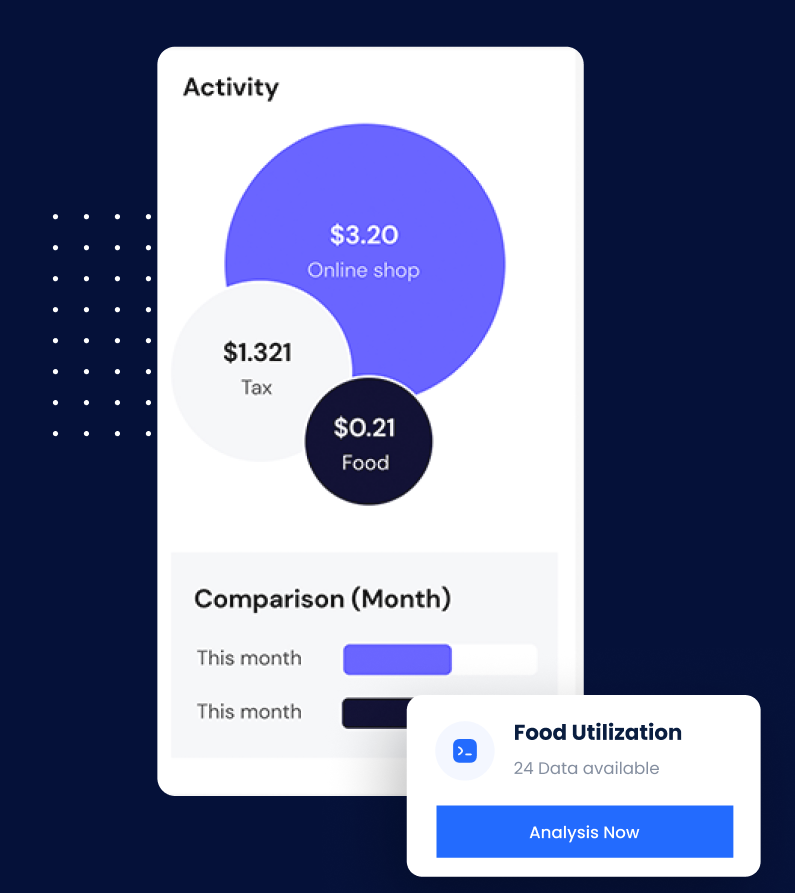 Activity
$3.20
Online shop
$1.321
Tax
$0.21
Food
Comparison (Month)
This month
This month
Food Utilization
24 Data available
Analysis Now